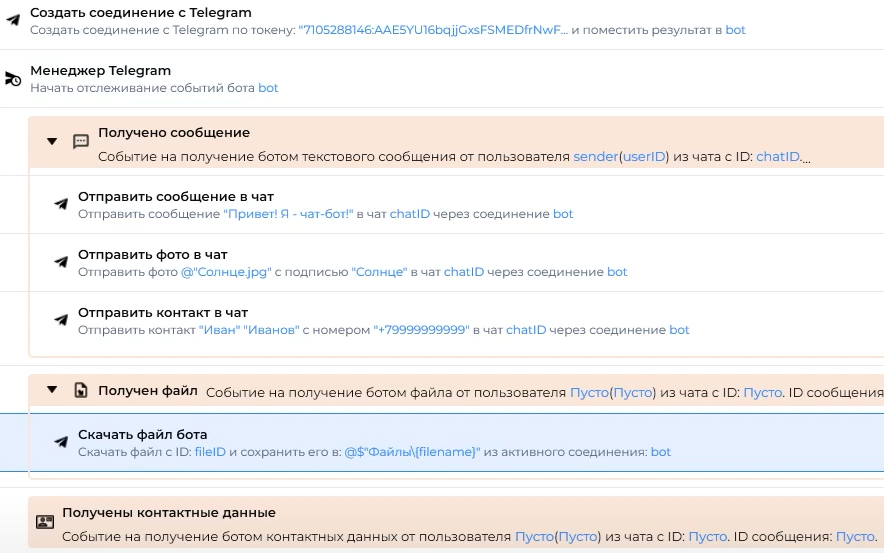 Создать соединение с Telegram
Создать соединение с Telegram по токену: "7105288146:AAE5YU16bqjjGxsFSMEDfrNwF... и поместить результат в bot
Менеджер Telegram
Начать отслеживание событий бота bot
Получено сообщение
Событие на получение ботом текстового сообщения от пользователя sender(userID) из чата с ID: chatID....
Отправить сообщение в чат
Отправить сообщение "Привет! Я - чат-бот!" в чат chatID через соединение bot
Отправить фото в чат
Отправить фото @"Солнце.jpg" с подписью "Солнце" в чат chatID через соединение bot
Отправить контакт в чат
Отправить контакт "Иван" "Иванов" с номером "+79999999999" в чат chatID через соединение bot
Получен файл Событие на получение ботом файла от пользователя Пусто(Пусто) из чата с ID: Пусто. ID сообщения
Скачать файл бота
Скачать файл с ID: fileID и сохранить его в: @$"Файлы\{filename}" из активного соединения: bot
Получены контактные данные
Событие на получение ботом контактных данных от пользователя Пусто(Пусто) из чата с ID: Пусто. ID сообщения: Пусто.